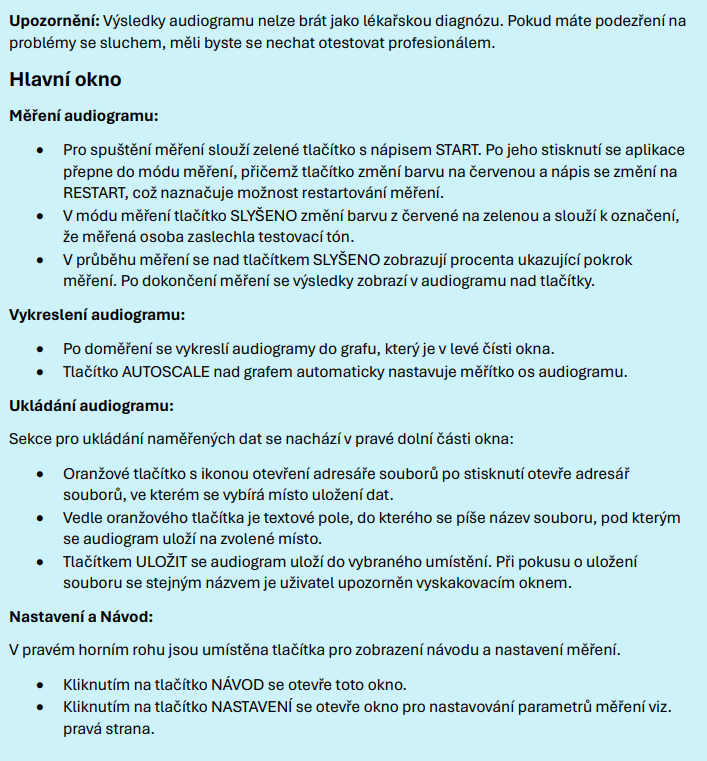 Upozornění: Výsledky audiogramu nelze brát jako lékařskou diagnózu. Pokud máte podezření na
problémy se sluchem, měli byste se nechat otestovat profesionálem.
Hlavní okno
Měření audiogramu:
• Pro spuštění měření slouží zelené tlačítko s nápisem START. Po jeho stisknutí se aplikace
přepne do módu měření, přičemž tlačítko změní barvu na červenou a nápis se změní na
RESTART, což naznačuje možnost restartování měření.
• V módu měření tlačítko SLYŠENO změní barvu z červené na zelenou a slouží k označení,
že měřená osoba zaslechla testovací tón.
• V průběhu měření se nad tlačítkem SLYŠENO zobrazují procenta ukazující pokrok
měření. Po dokončení měření se výsledky zobrazí v audiogramu nad tlačítky.
Vykreslení audiogramu:
• Po doměření se vykreslí audiogramy do grafu, který je v levé čísti okna.
• Tlačítko AUTOSCALE nad grafem automaticky nastavuje měřítko os audiogramu.
Ukládání audiogramu:
Sekce pro ukládání naměřených dat se nachází v pravé dolní části okna:
• Oranžové tlačítko s ikonou otevření adresáře souborů po stisknutí otevře adresář
souborů, ve kterém se vybírá místo uložení dat.
• Vedle oranžového tlačítka je textové pole, do kterého se píše název souboru, pod kterým
se audiogram uloží na zvolené místo.
• Tlačítkem ULOŽIT se audiogram uloží do vybraného umístění. Při pokusu o uložení
souboru se stejným názvem je uživatel upozorněn vyskakovacím oknem.
Nastavení a Návod:
V pravém horním rohu jsou umístěna tlačítka pro zobrazení návodu a nastavení měření.
• Kliknutím na tlačítko NÁVOD se otevře toto okno.
• Kliknutím na tlačítko NASTAVENÍ se otevře okno pro nastavování parametrů měření viz.
pravá strana.